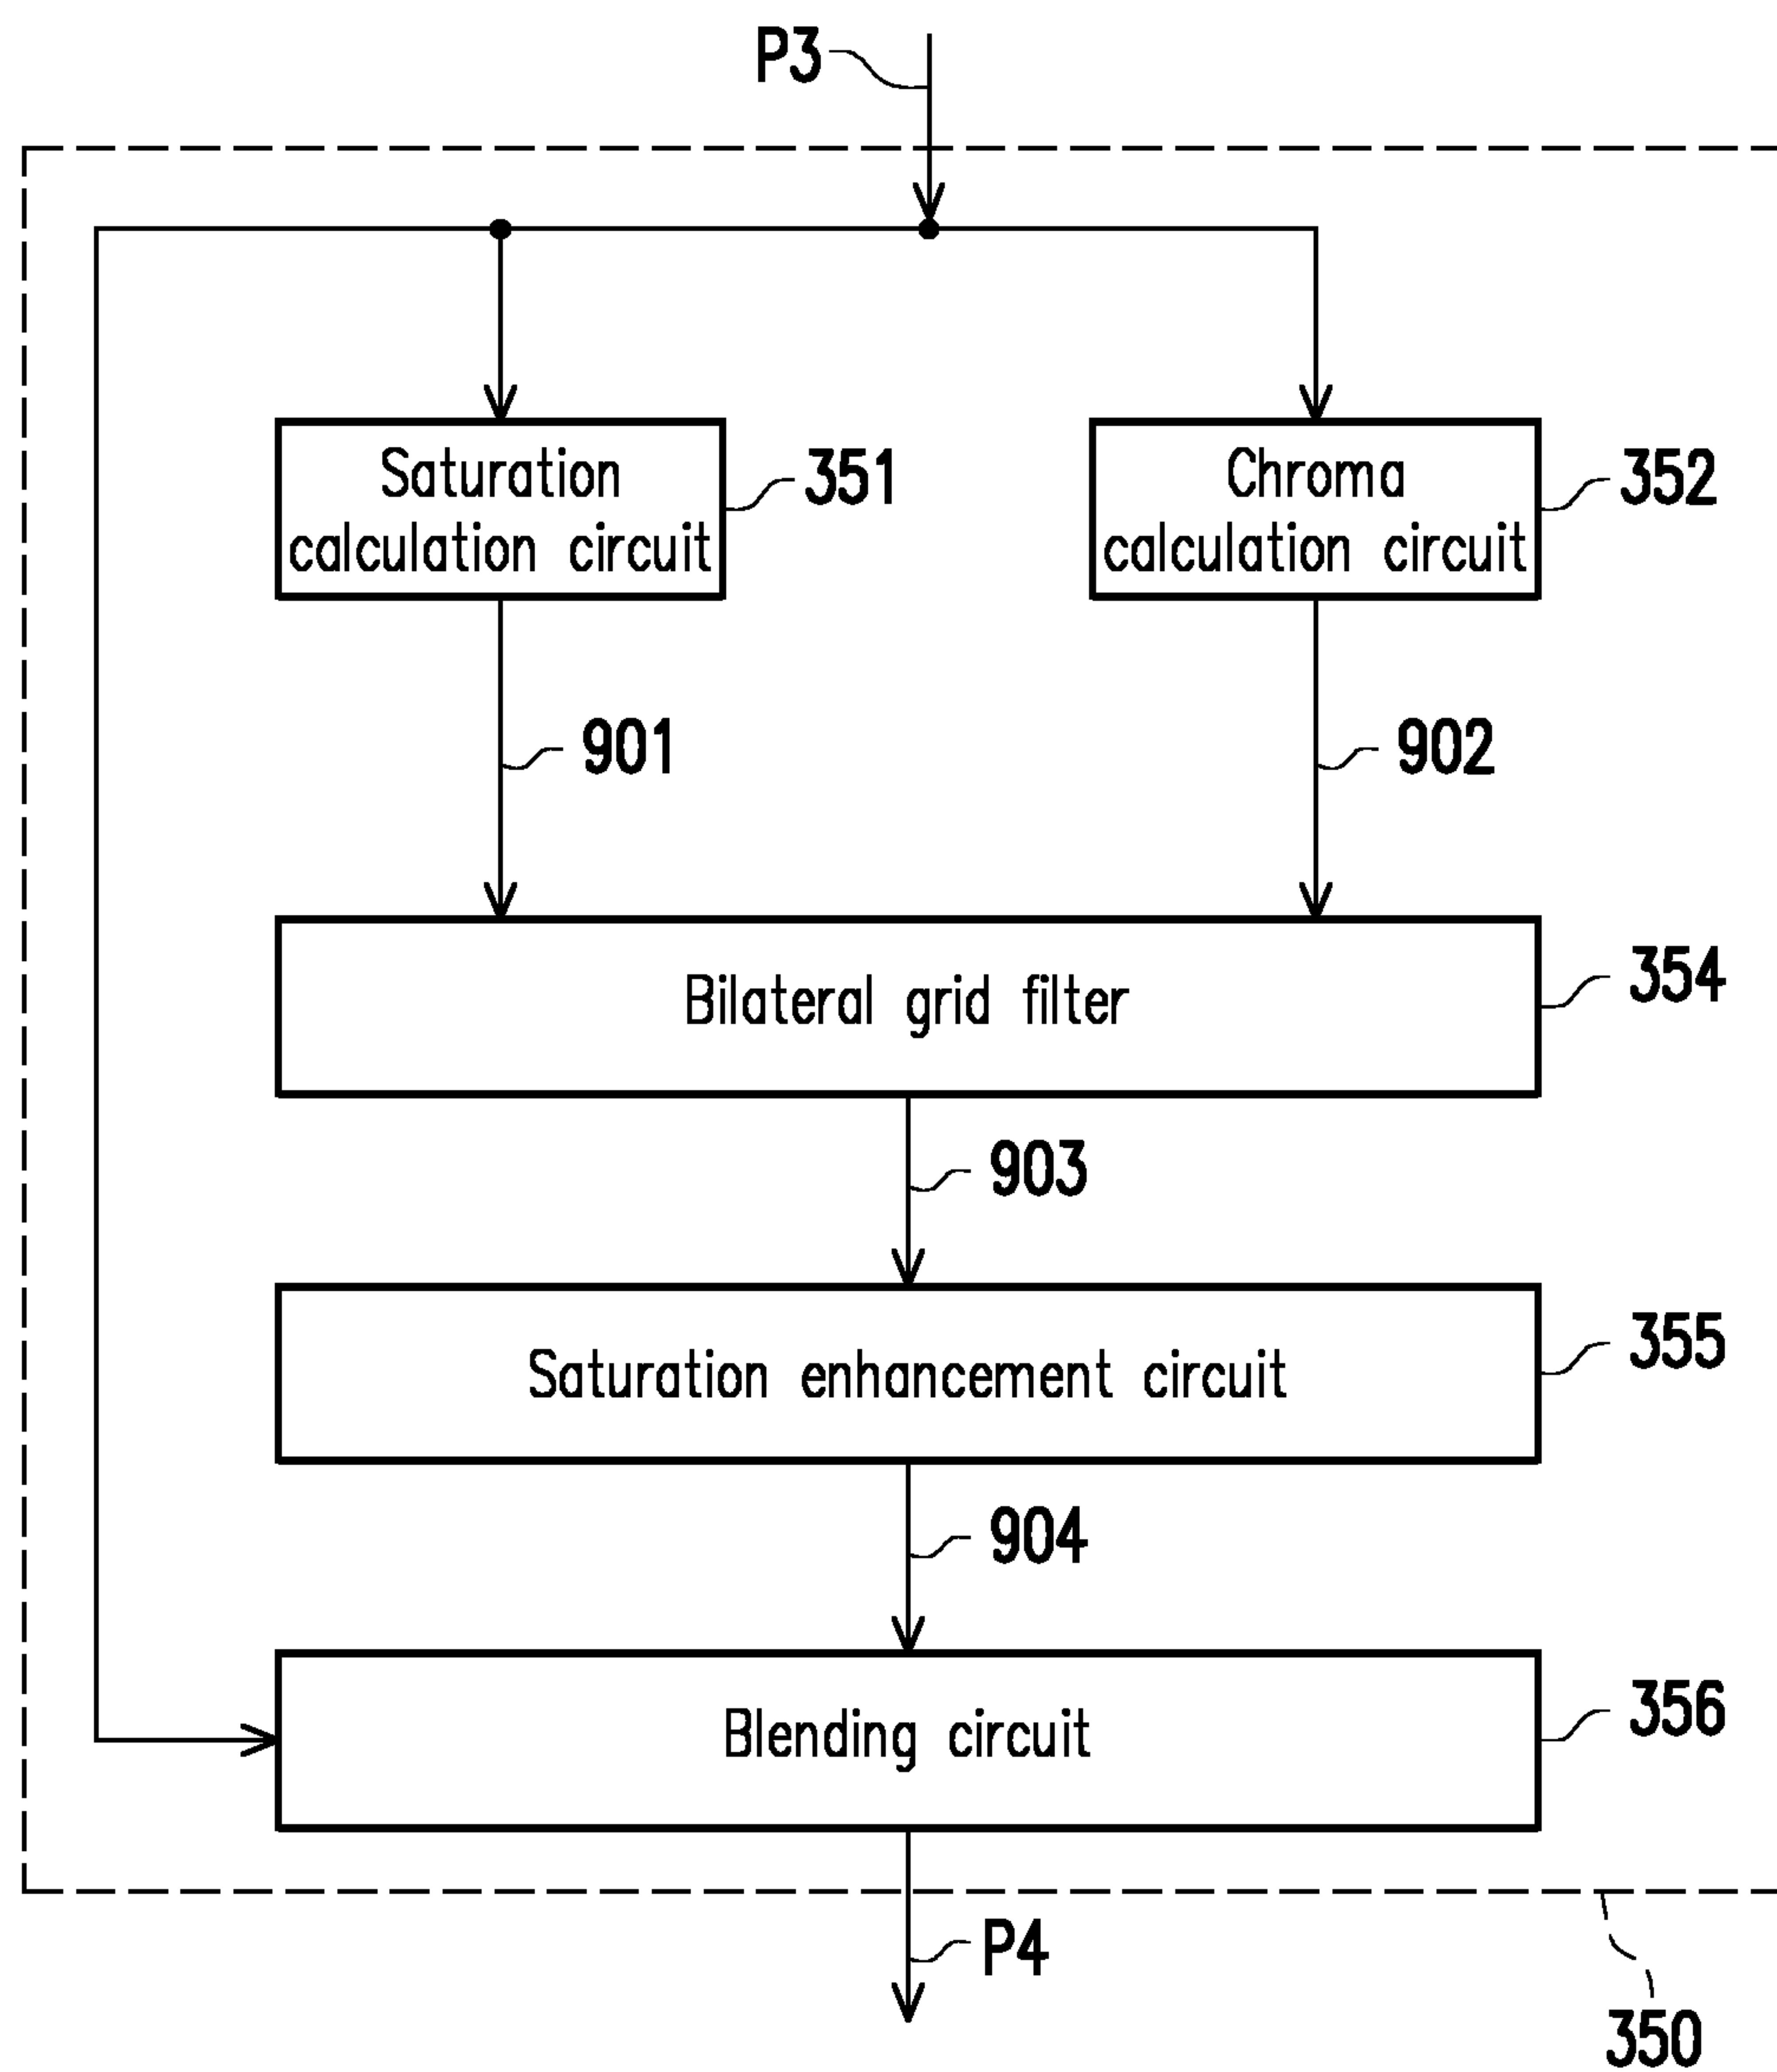 P3
Saturation
calculation circuit
351
Chroma
calculation circuit
352
901
902
Bilateral grid filter
354
903
Saturation enhancement circuit
355
904
Blending circuit
356
P4
350